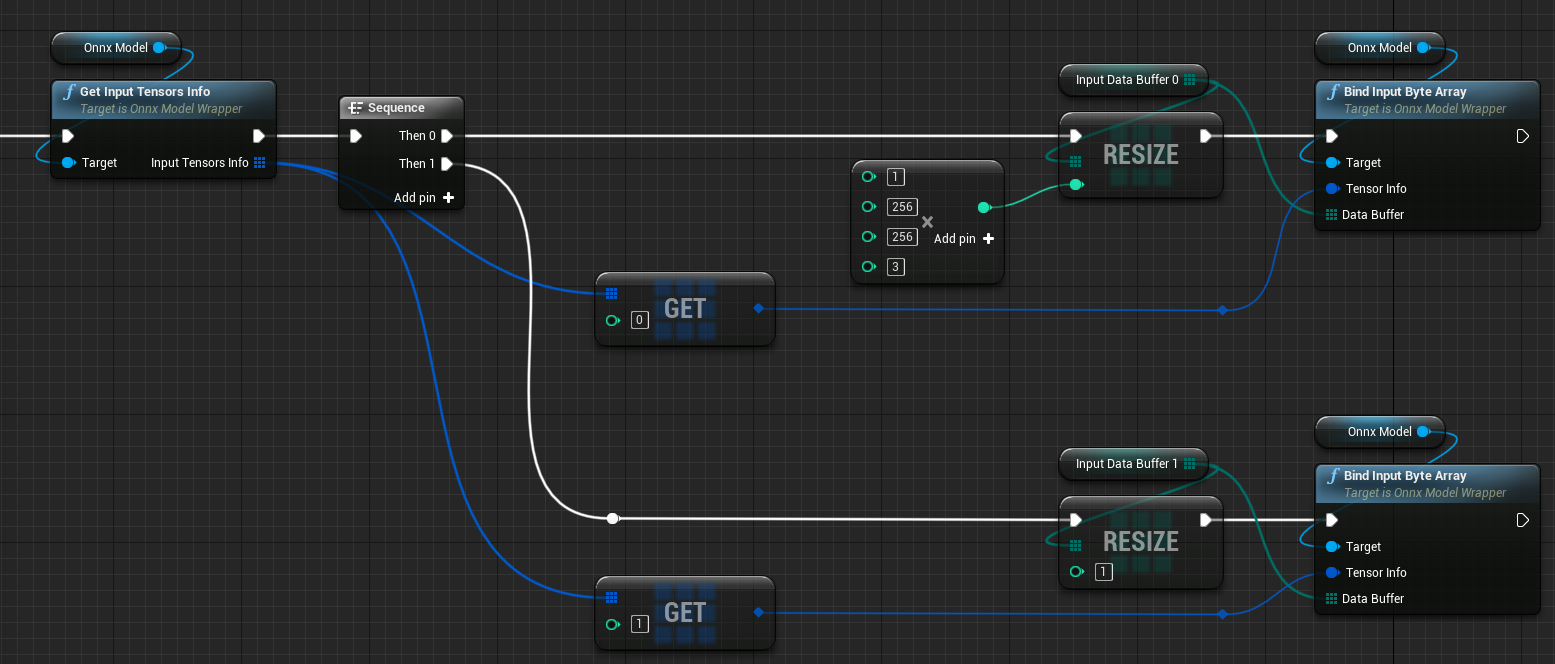 Onnx Model
f Get Input Tensors Info
Target is Onnx Model Wrapper
Target
Input Tensors Info
Sequence
Then 0
Then 1
Add pin
GET
0
GET
1
1
256
256
3
Add pin
Input Data Buffer 0
RESIZE
Onnx Model
f Bind Input Byte Array
Target is Onnx Model Wrapper
Target
Tensor Info
Data Buffer
Input Data Buffer 1
RESIZE
1
Onnx Model
f Bind Input Byte Array
Target is Onnx Model Wrapper
Target
Tensor Info
Data Buffer